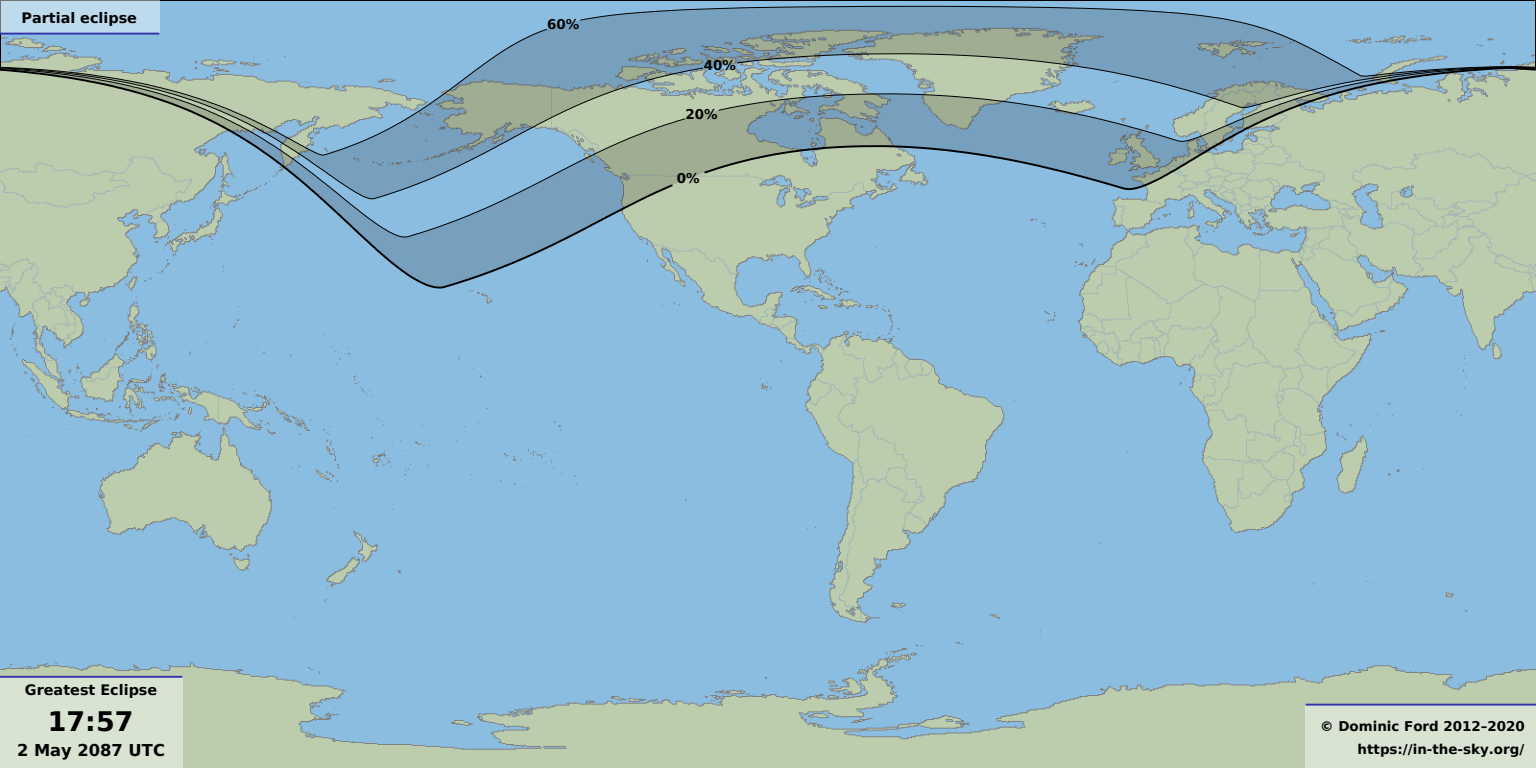 Partial eclipse
60%
40%
20%
0%
Greatest Eclipse
17:57
2 May 2087 UTC
© Dominic Ford 2012–2020
https://in-the-sky.org/